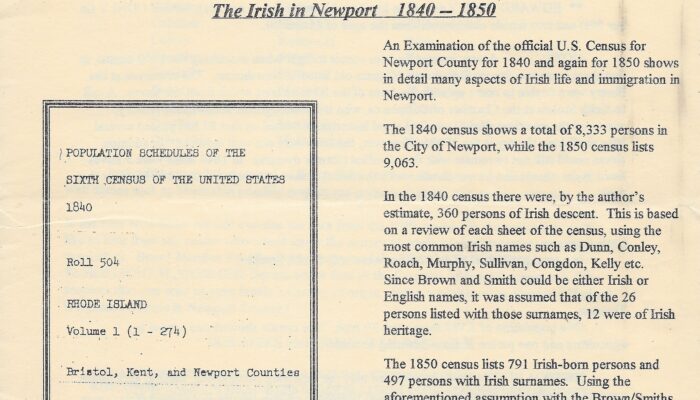 The Irish in Newport 1840 – 1850
POPULATION SCHEDULES OF THE
SIXTH CENSUS OF THE UNITED STATES
1840
Roll 504
RHODE ISLAND
Volume 1 (1 - 274)
Bristol, Kent, and Newport Counties
An Examination of the official U.S. Census for
Newport County for 1840 and again for 1850 shows
in detail many aspects of Irish life and immigration in
Newport.
The 1840 census shows a total of 8,333 persons in
the City of Newport, while the 1850 census lists
9,063.
In the 1840 census there were, by the author's
estimate, 360 persons of Irish descent. This is based
on a review of each sheet of the census, using the
most common Irish names such as Dunn, Conley,
Roach, Murphy, Sullivan, Congdon, Kelly etc.
Since Brown and Smith could be either Irish or
English names, it was assumed that of the 26
persons listed with those surnames, 12 were of Irish
heritage.
The 1850 census lists 791 Irish-born persons and
497 persons with Irish surnames. Using the
aforementioned assumption with the Brown/Smiths